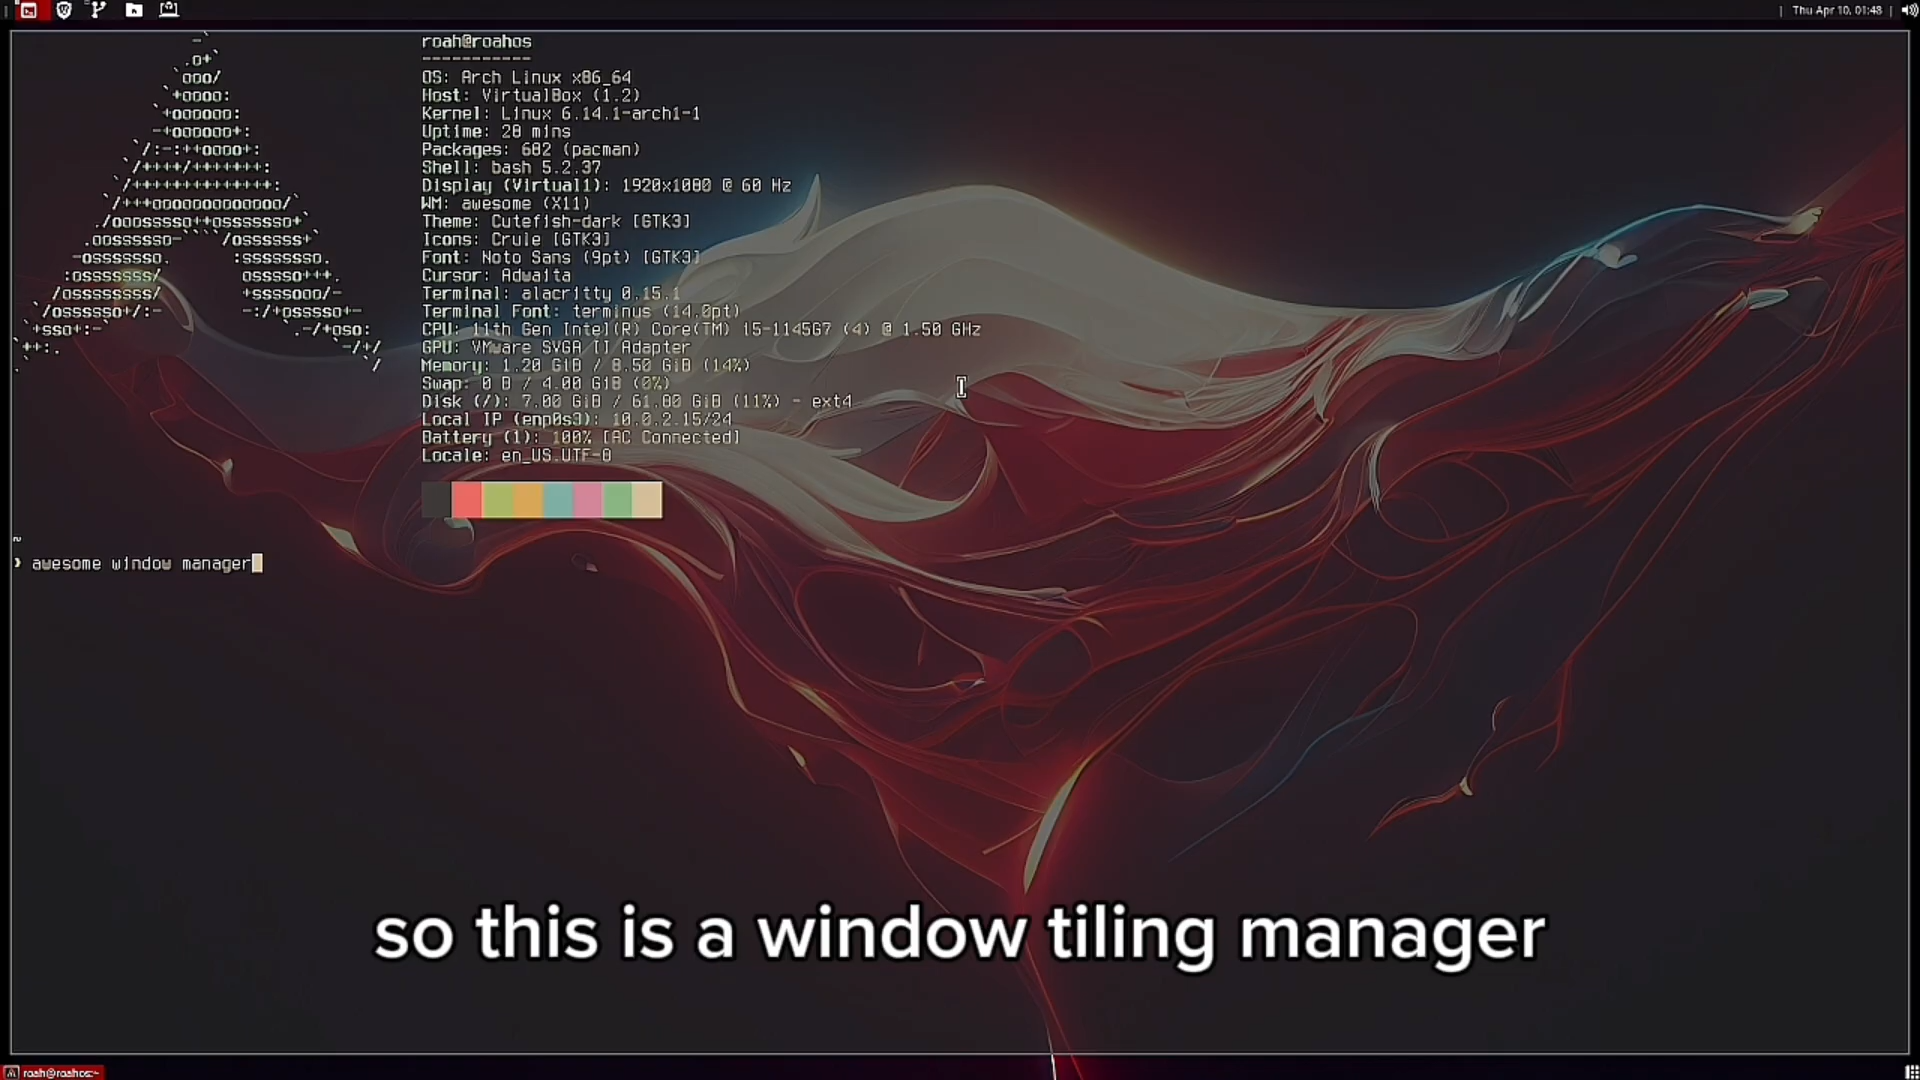 Thu Apr 10, 01:48
roah@roahos
-----------
OS: Arch Linux x86_64
Host: VirtualBox (1.2)
Kernel: Linux 6.14.1-arch1-1
Uptime: 28 mins
Packages: 682 (pacman)
Shell: bash 5.2.37
Display (Virtual1): 1920x1080 @ 60 Hz
WM: awesome (X11)
Theme: Cutefish-dark [GTK3]
Icons: Crule [GTK3]
Font: Noto Sans (9pt) [GTK3]
Cursor: Adwaita
Terminal: alacritty 0.15.1
Terminal Font: terminus (14.0pt)
CPU: 11th Gen Intel(R) Core(TM) i5-1145G7 (4) @ 1.50 GHz
GPU: VMware SVGA II Adapter
Memory: 1.20 GiB / 8.50 GiB (14%)
Swap: 0 B / 4.00 GiB (0%)
Disk (/): 7.00 GiB / 61.80 GiB (11%) - ext4
Local IP (enp0s3): 10.0.2.15/24
Battery (1): 100% [AC Connected]
Locale: en_US.UTF-8
~
❯ awesome window manager
so this is a window tiling manager
roah@roahos:~